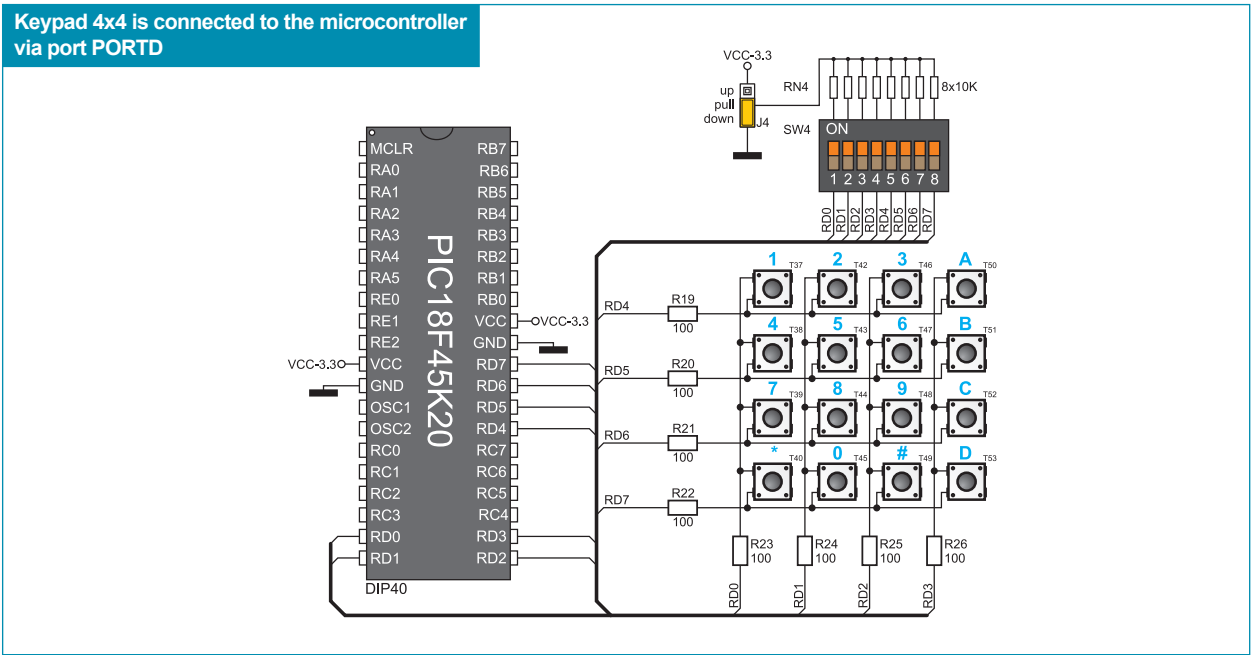 Keypad 4x4 is connected to the microcontroller
via port PORTD
VCC-3.3
up
pull
down
J4
RN4
8x10K
SW4
ON
1 2 3 4 5 6 7 8
RD0
RD1
RD2
RD3
RD4
RD5
RD6
RD7
MCLR
RA0
RA1
RA2
RA3
RA4
RA5
RE0
RE1
RE2
VCC
GND
OSC1
OSC2
RC0
RC1
RC2
RC3
RD0
RD1
PIC18F45K20
RB7
RB6
RB5
RB4
RB3
RB2
RB1
RB0
VCC
GND
RD7
RD6
RD5
RD4
RC7
RC6
RC5
RC4
RD3
RD2
DIP40
VCC-3.3
VCC-3.3
1 T37 2 T42 3 T46 A T50
RD4 R19
100
4 T38 5 T43 6 T47 B T51
RD5 R20
100
7 T39 8 T44 9 T48 C T52
RD6 R21
100
* T40 0 T45 # T49 D T53
RD7 R22
100
R23
100
R24
100
R25
100
R26
100
RD0
RD1
RD2
RD3